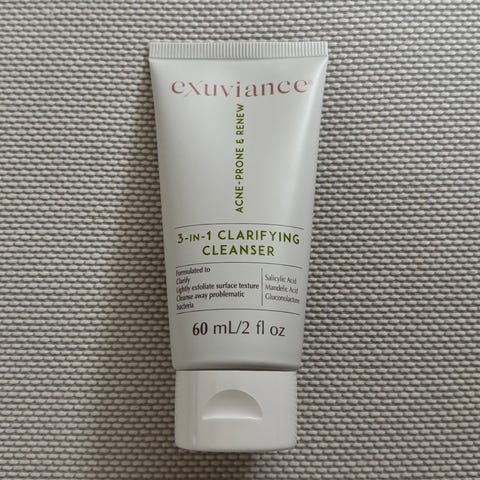 exuviance®
ACNE-PRONE & RENEW
3-IN-1 CLARIFYING
CLEANSER
Formulated to
Clarify
Lightly exfoliate surface texture
Cleanse away problematic
bacteria
Salicylic Acid
Mandelic Acid
Gluconolactone
60 mL/2 fl oz